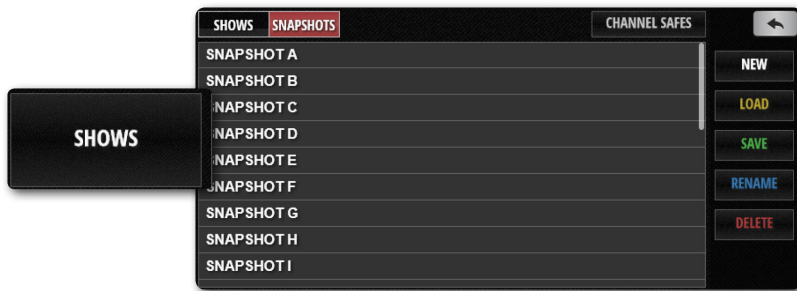 SHOWS SNAPSHOTS CHANNEL SAFES
SNAPSHOT A
SNAPSHOT B
SNAPSHOT C
SNAPSHOT D
SNAPSHOT E
SNAPSHOT F
SNAPSHOT G
SNAPSHOT H
SNAPSHOT I
NEW
LOAD
SAVE
RENAME
DELETE
SHOWS